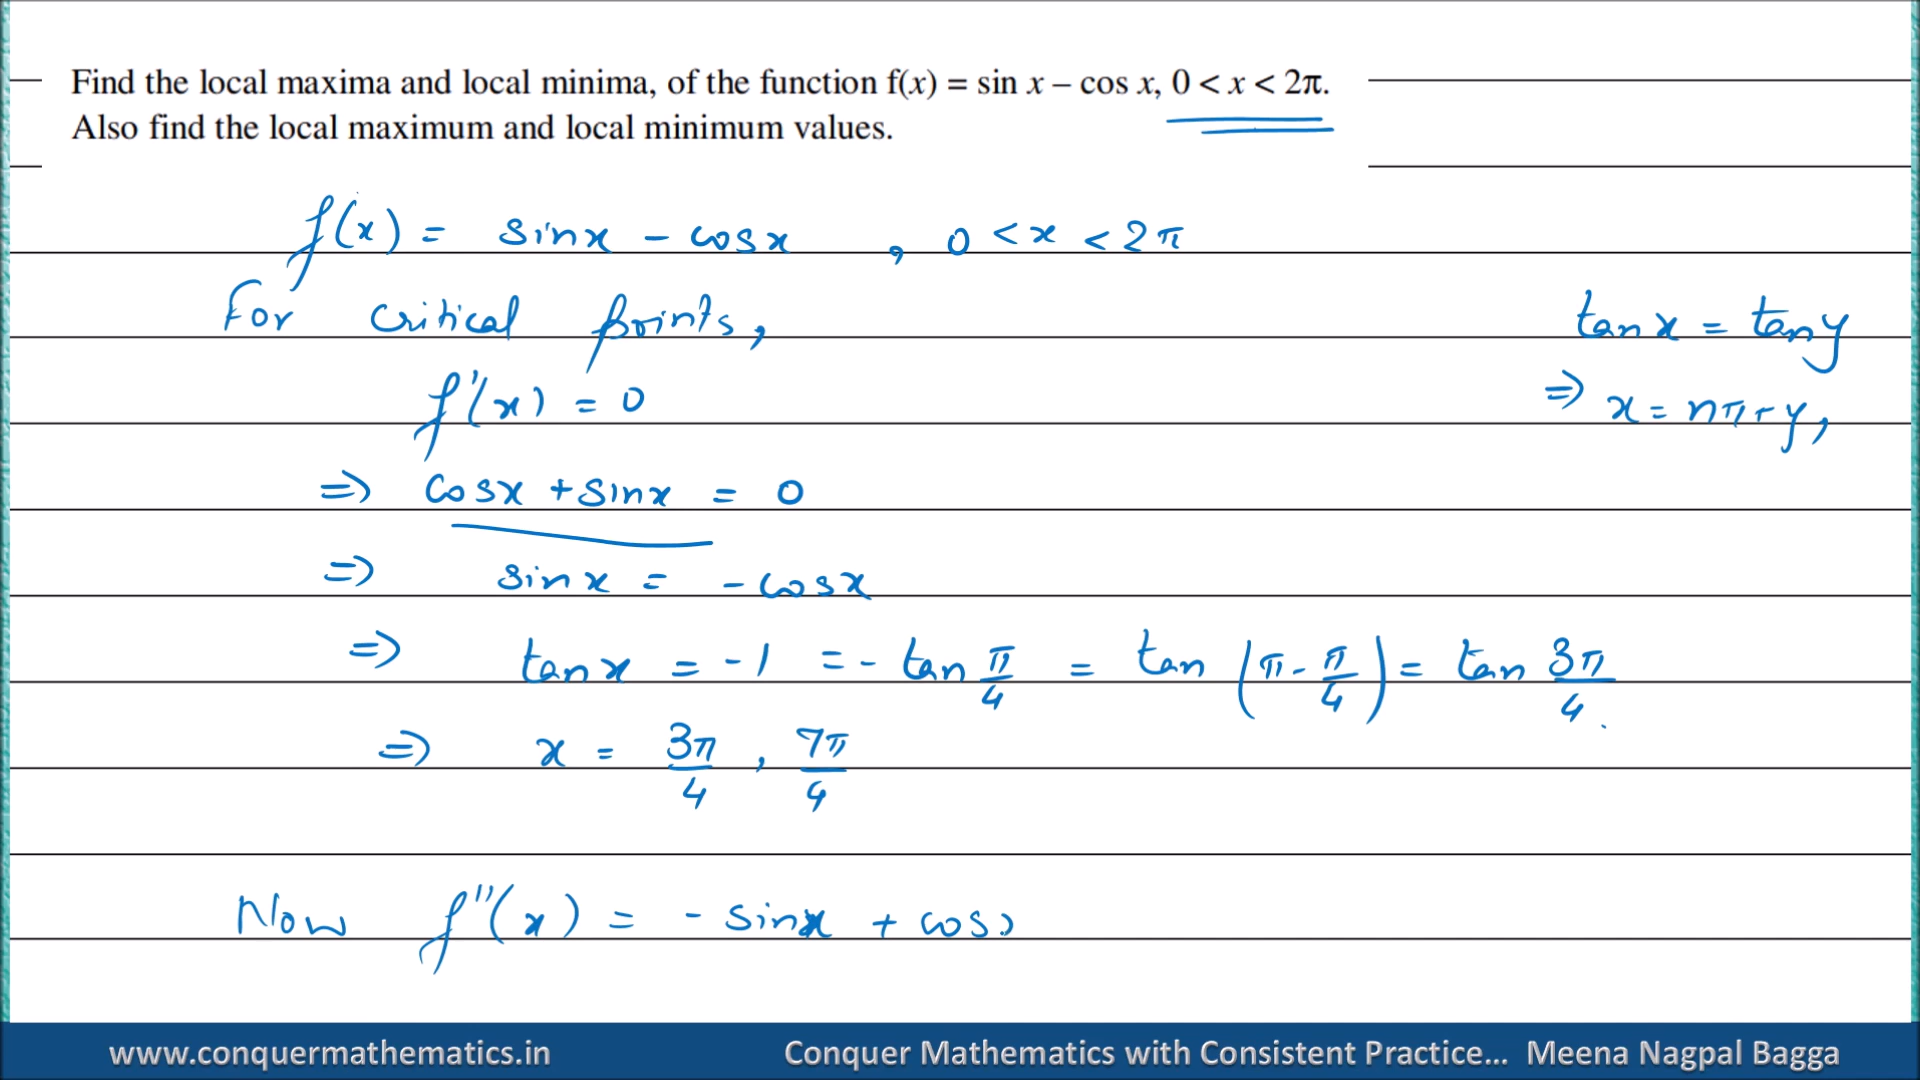 Find the local maxima and local minima, of the function f(x) = sin x – cos x, 0 < x < 2π.
Also find the local maximum and local minimum values.
f(x) = sinx - cosx , 0 < x < 2π
For critical points,
f'(x) = 0
⇒ cosx + sinx = 0
⇒ sinx = -cosx
⇒ tanx = -1 = - tan π/4 = tan (π - π/4) = tan 3π/4.
⇒ x = 3π/4, 7π/4
Now f''(x) = - sinx + cos
tanx = tany
⇒ x = nπ + y,
www.conquermathematics.in
Conquer Mathematics with Consistent Practice... Meena Nagpal Bagga